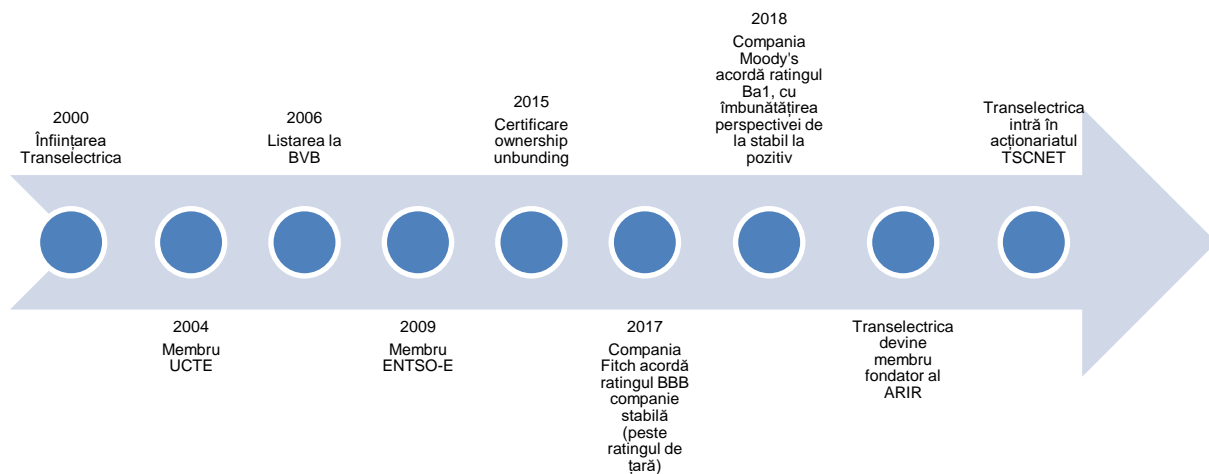 2000
Înființarea
Transelectrica
2004
Membru
UCTE
2006
Listarea la
BVB
2009
Membru
ENTSO-E
2015
Certificare
ownership
unbunding
2017
Compania
Fitch acordă
ratingul BBB
companie
stabilă
(peste
ratingul de
țară)
2018
Compania
Moody's
acordă ratingul
Ba1, cu
îmbunătățirea
perspectivei de
la stabil la
pozitiv
Transelectrica
devine
membru
fondator al
ARIR
Transelectrica
intră în
acționariatul
TSCNET